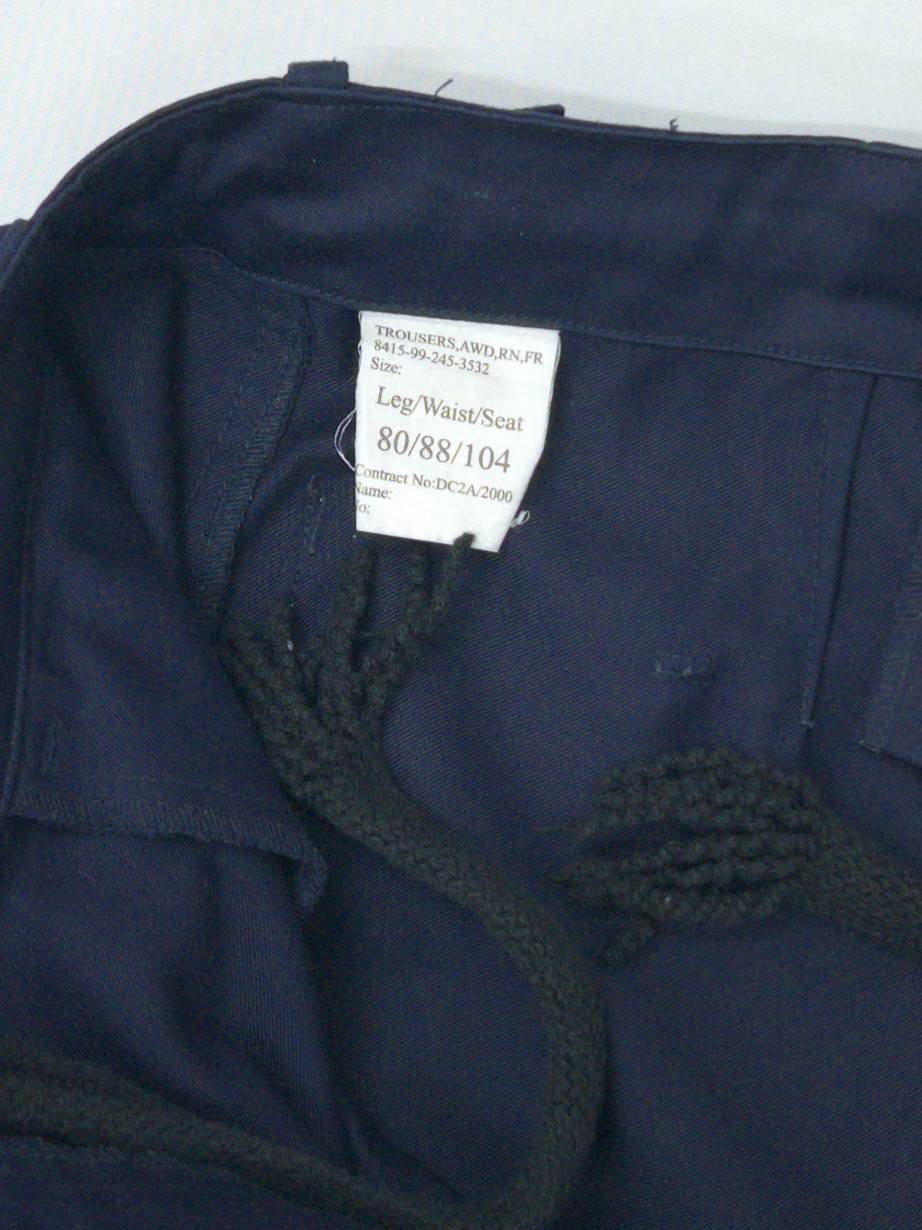 TROUSERS,AWD,RN,FR
8415-99-245-3532
Size:
Leg/Waist/Seat
80/88/104
Contract No:DC2A/2000
Name:
No: